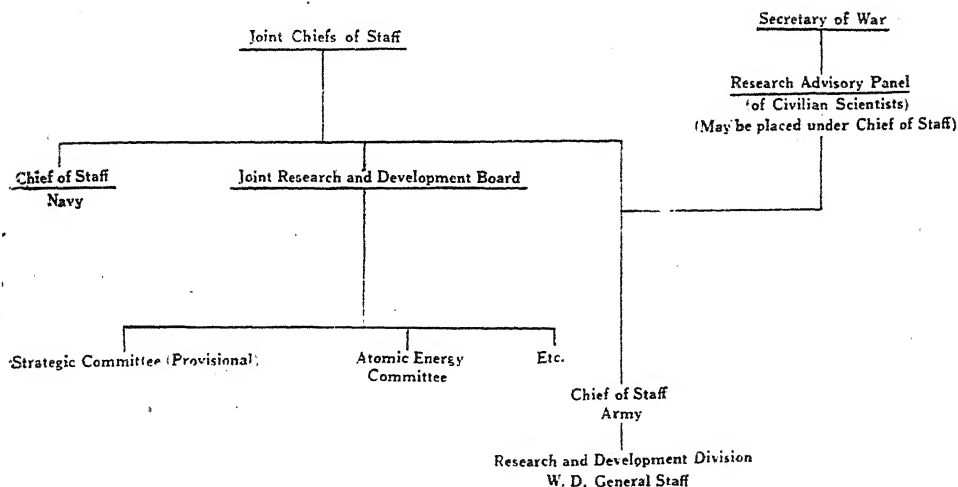 Secretary of War
Joint Chiefs of Staff
Research Advisory Panel
(of Civilian Scientists)
(May be placed under Chief of Staff)
Chief of Staff
Navy
Joint Research and Development Board
Strategic Committee (Provisional)
Atomic Energy
Committee
Etc.
Chief of Staff
Army
Research and Development Division
W. D. General Staff